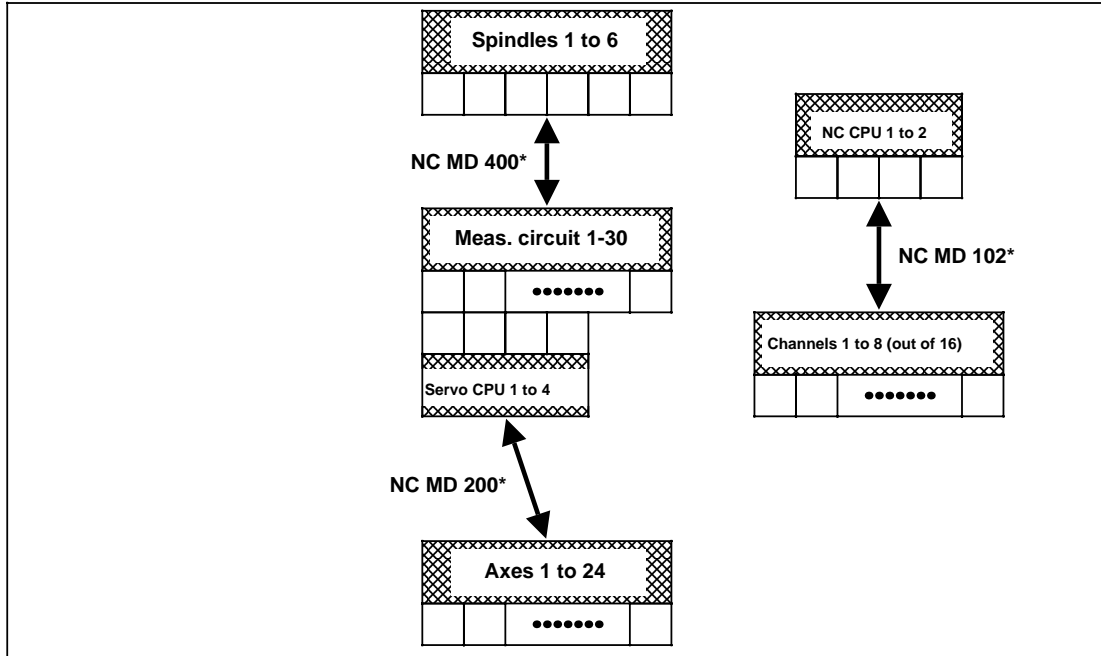 Spindles 1 to 6
NC MD 400*
Meas. circuit 1-30
Servo CPU 1 to 4
NC MD 200*
Axes 1 to 24
NC CPU 1 to 2
NC MD 102*
Channels 1 to 8 (out of 16)